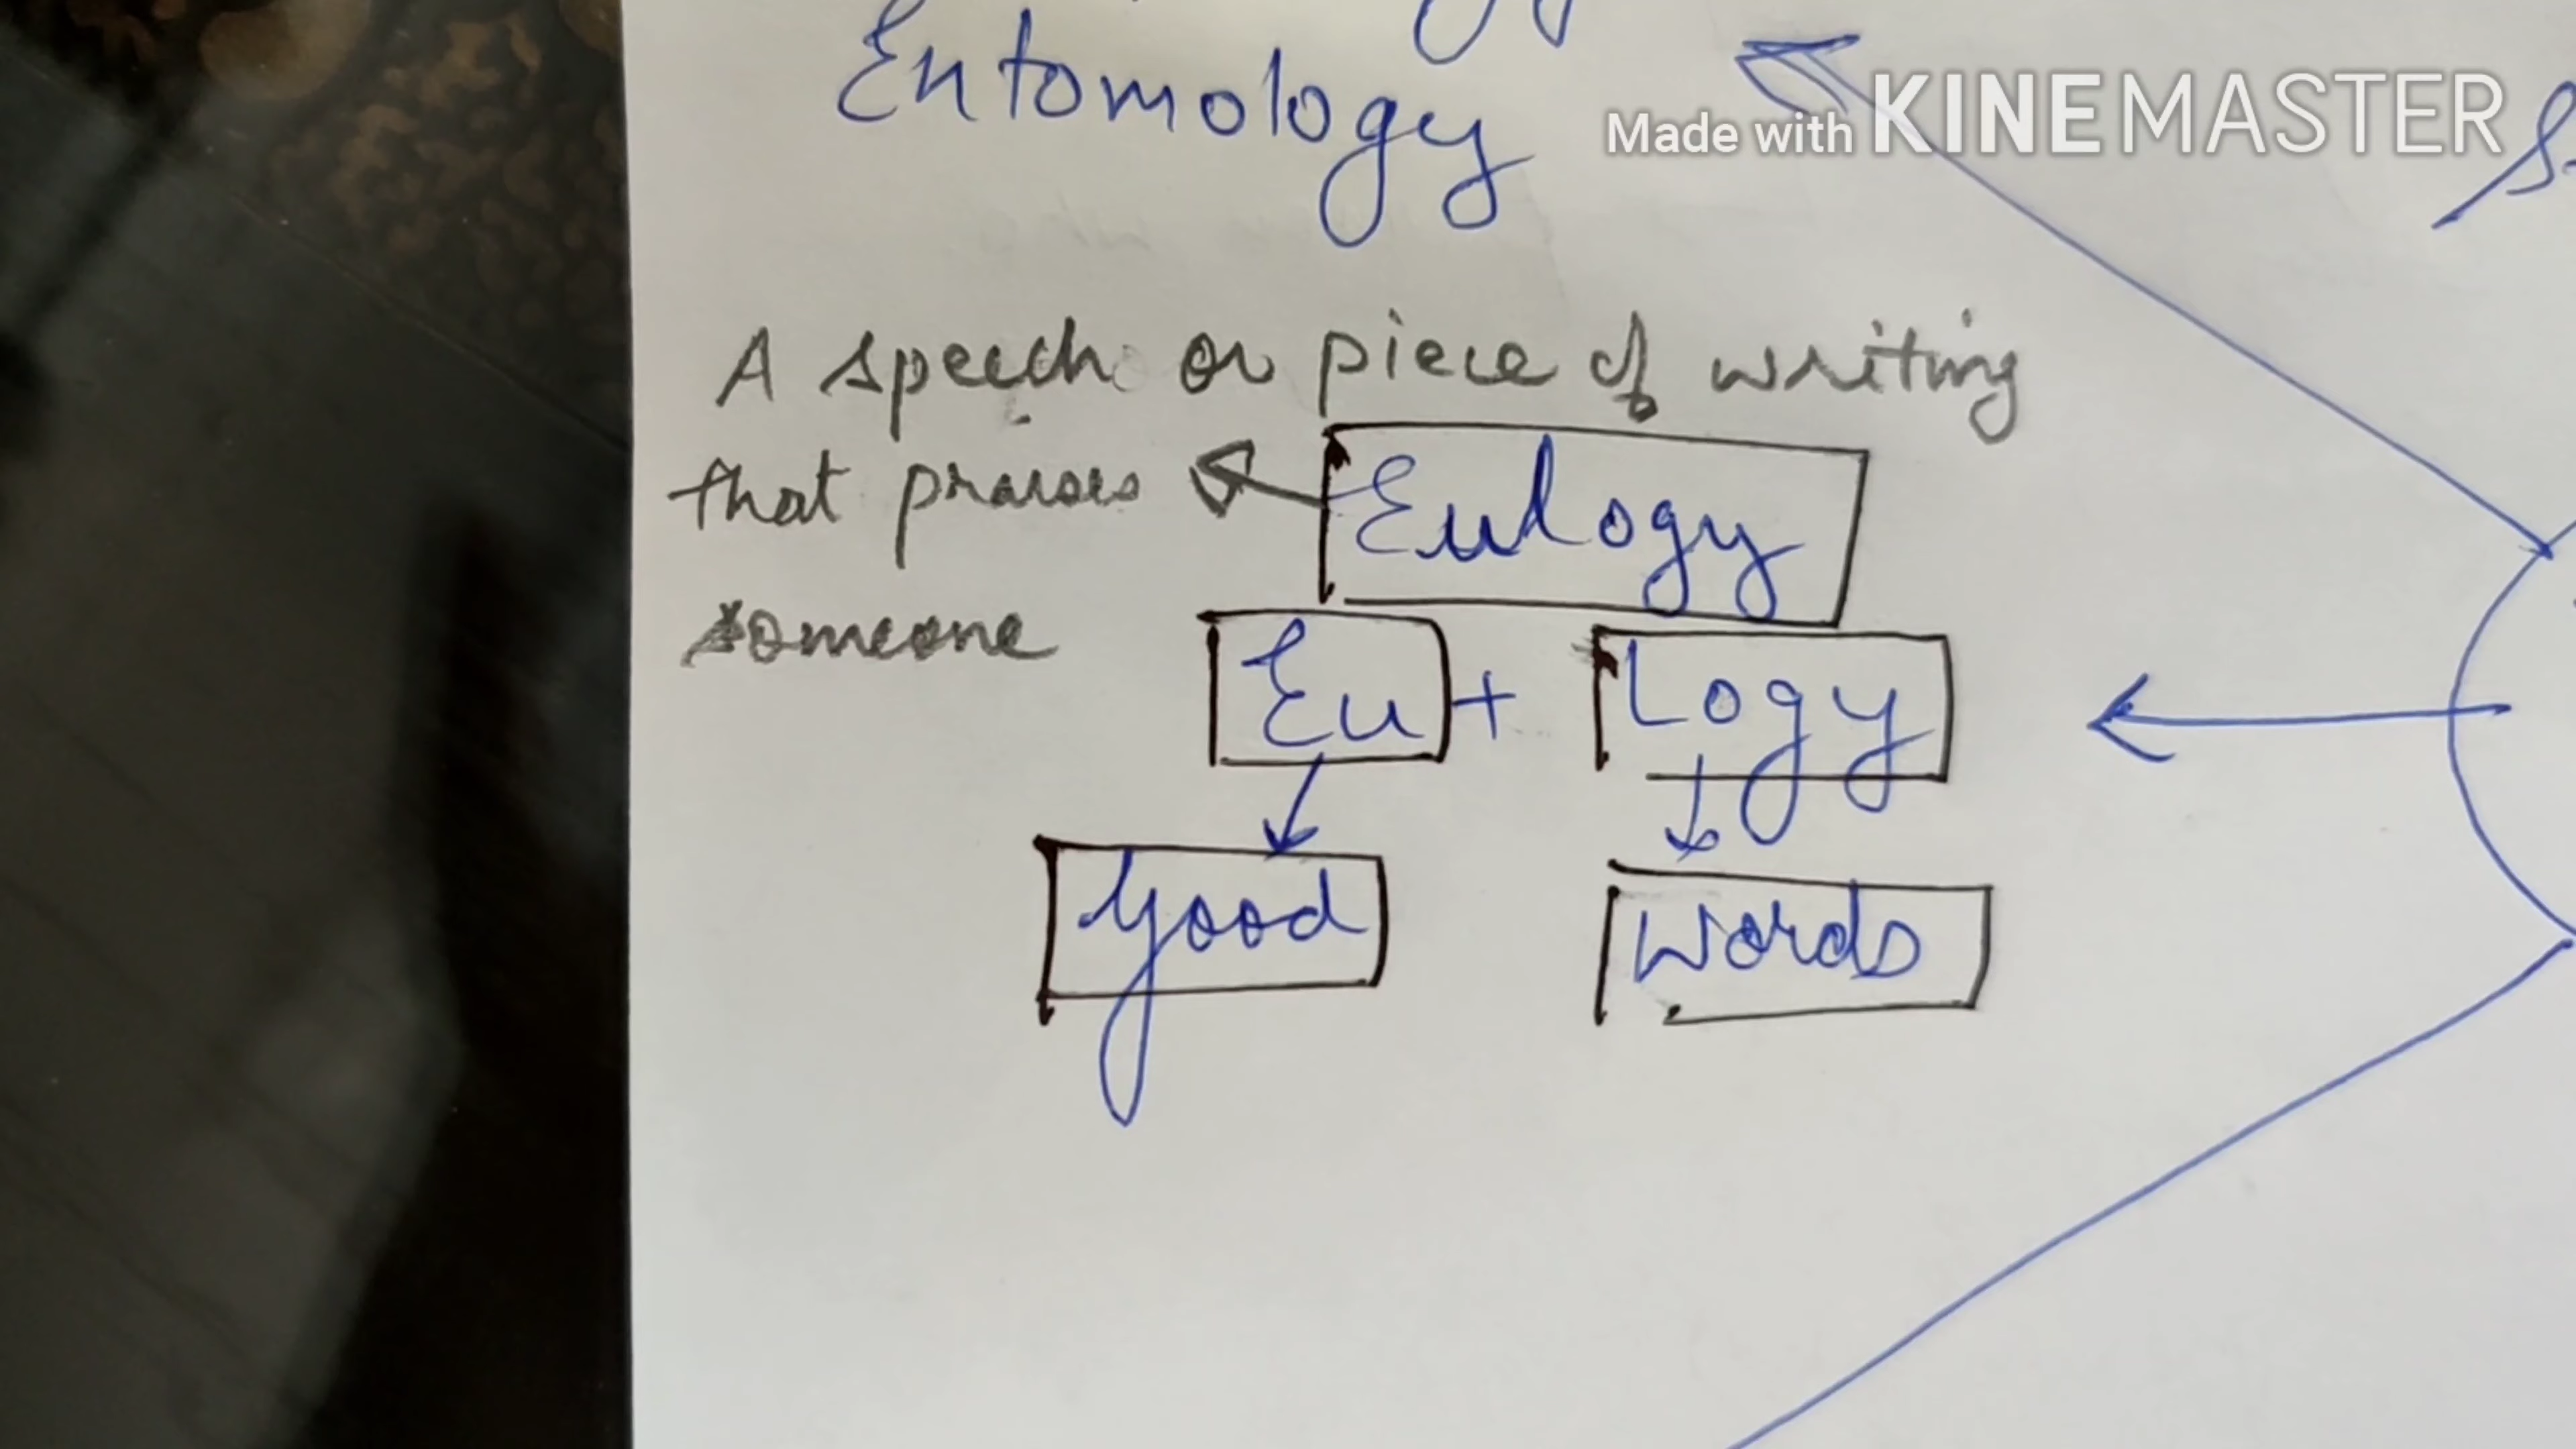 Entomology
Made with KINEMASTER
A speech or piece of writing
that praises
Eulogy
someone
Eu + Logy
Good
Words